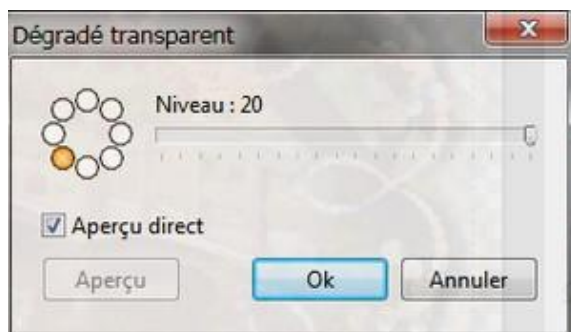 Dégradé transparent
Niveau : 20
Aperçu direct
Aperçu
Ok
Annuler